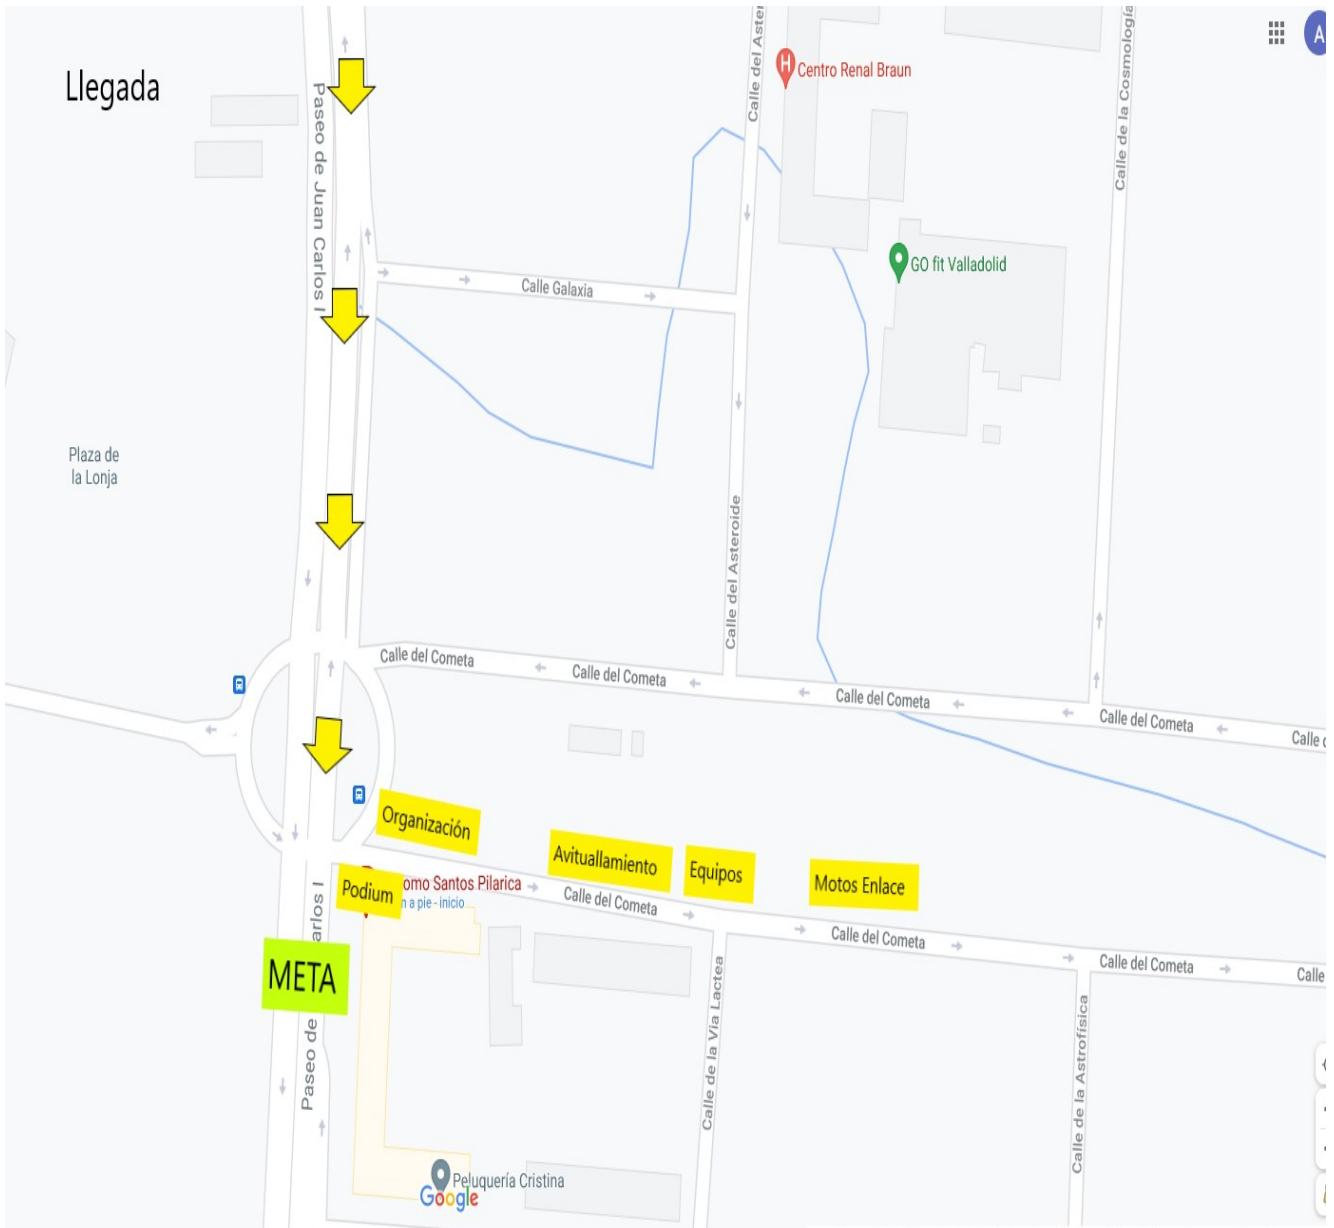 Llegada
Paseo de Juan Carlos I
Calle del Aster
Centro Renal Braun
Calle de la Cosmología
A
GO fit Valladolid
Calle Galaxia
Plaza de
la Lonja
Calle del Asteroide
Calle del Cometa
Calle del Cometa
Calle del Cometa
Calle del Cometa
Calle d
Organización
Avituallamiento
Equipos
Motos Enlace
Podium
omo Santos Pilarica
n a pie - inicio
Calle del Cometa
Calle del Cometa
Calle del Cometa
Calle
META
Paseo de
arlos I
Calle de la Via Lactea
Calle de la Astrofísica
Peluquería Cristina
Google